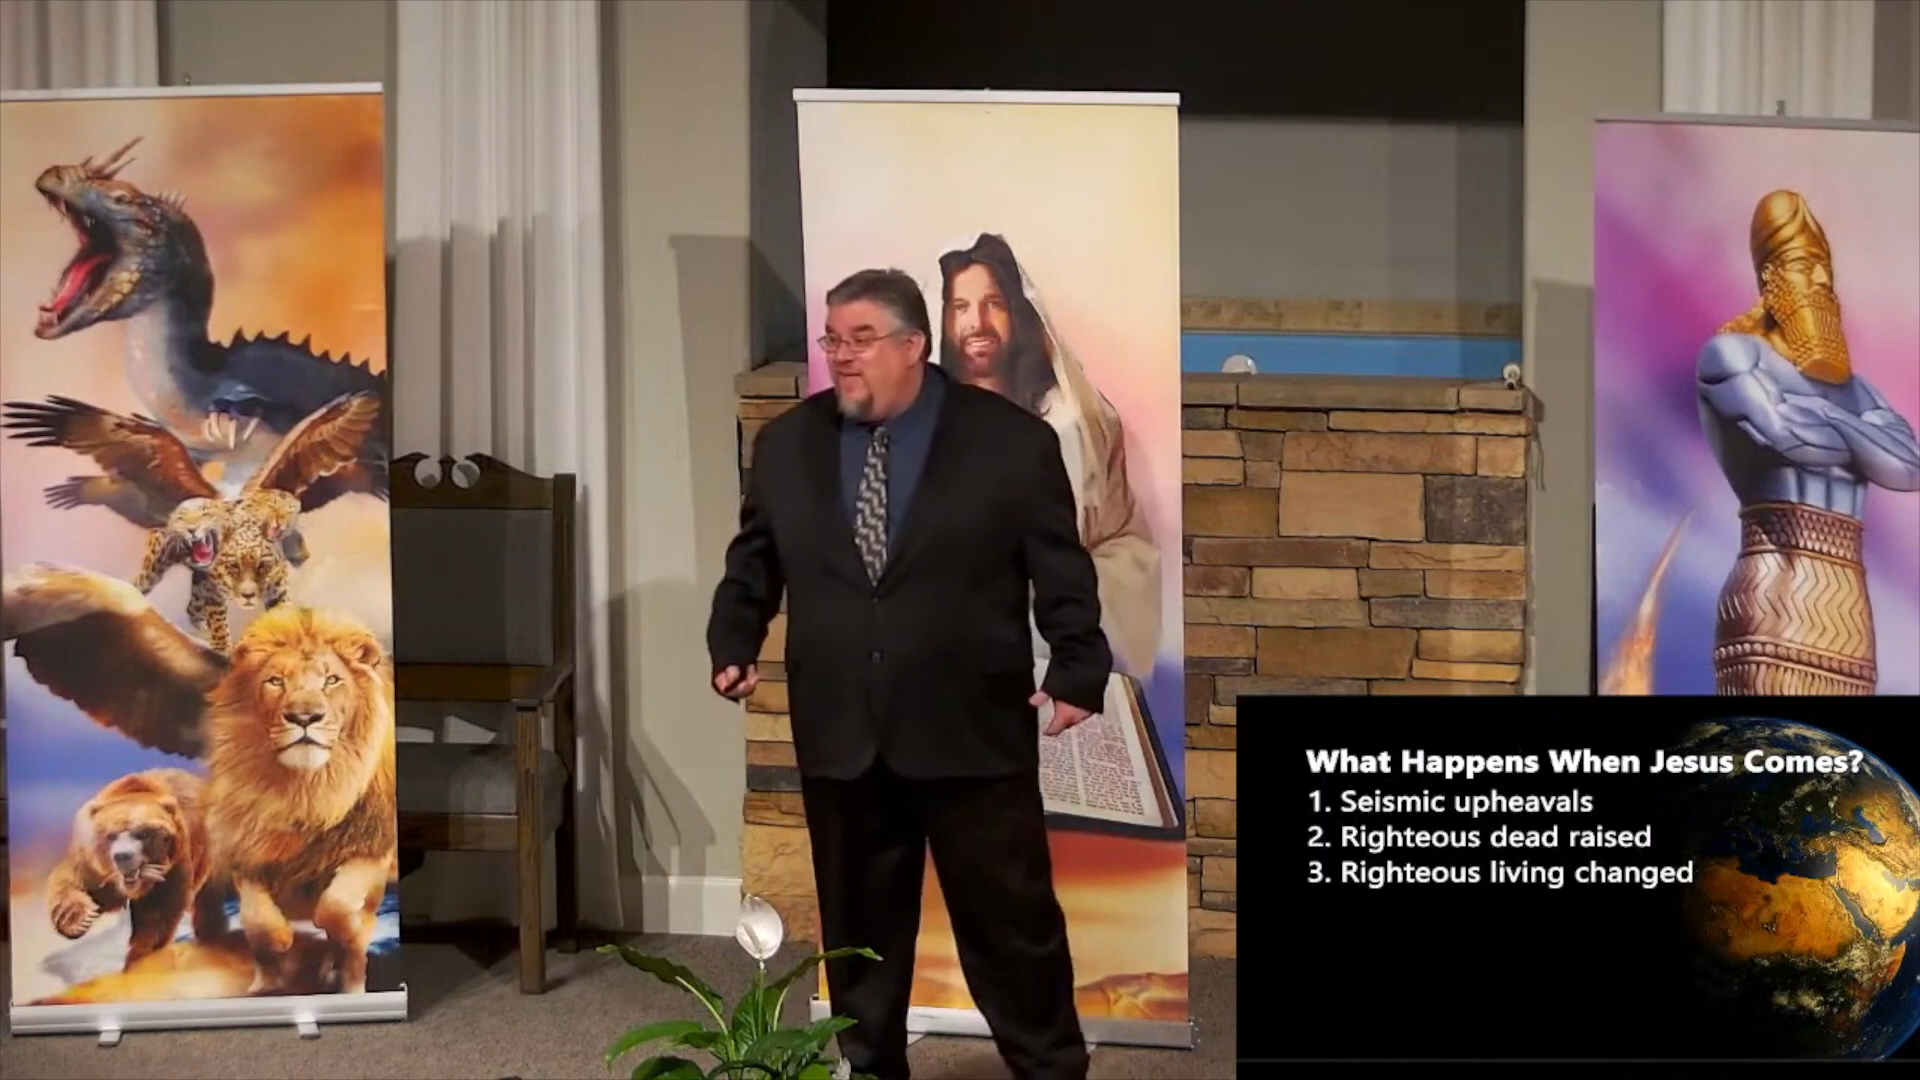 What Happens When Jesus Comes?
1. Seismic upheavals
2. Righteous dead raised
3. Righteous living changed